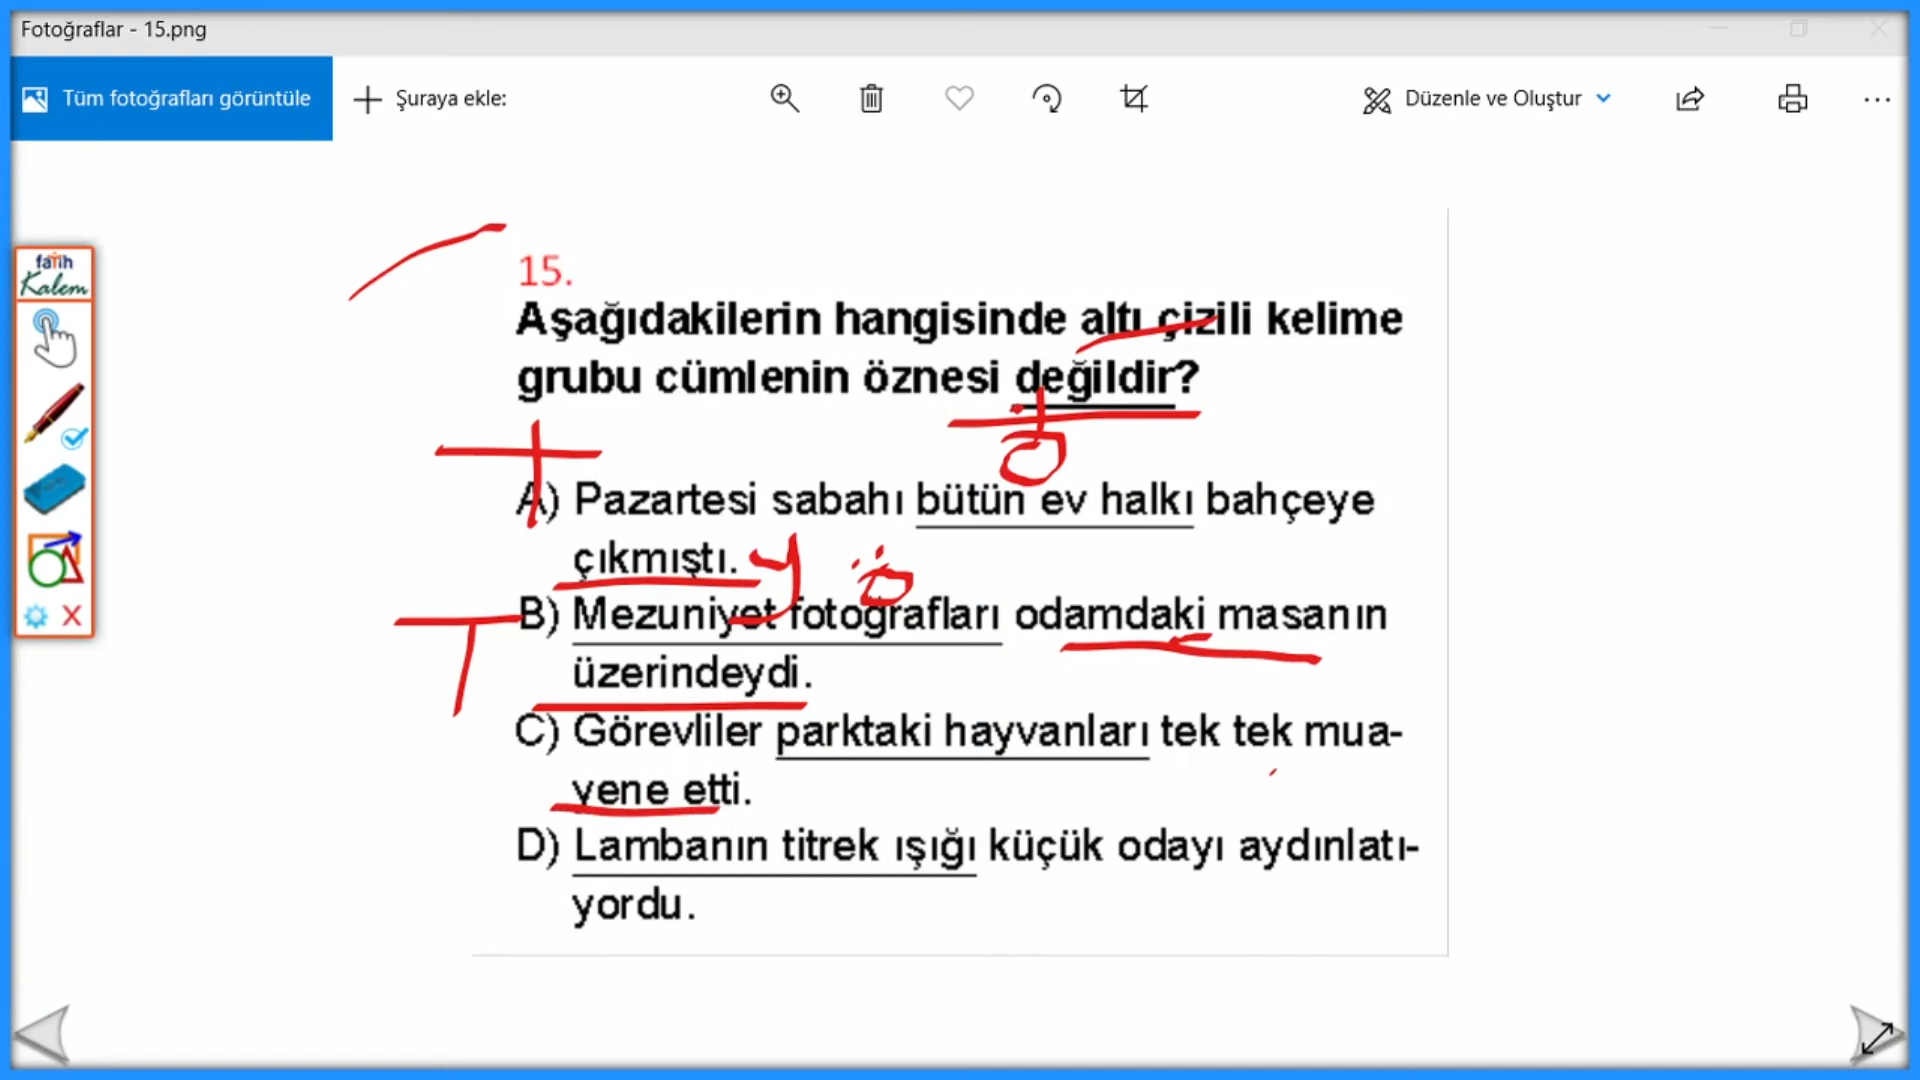 Fotoğraflar - 15.png
Tüm fotoğrafları görüntüle
Şuraya ekle:
Düzenle ve Oluştur
fatih
Kalem
15.
Aşağıdakilerin hangisinde altı çizili kelime
grubu cümlenin öznesi değildir?
ö
A) Pazartesi sabahı bütün ev halkı bahçeye
çıkmıştı. y ö
B) Mezuniyet fotoğrafları odamdaki masanın
üzerindeydi.
C) Görevliler parktaki hayvanları tek tek mua-
yene etti.
D) Lambanın titrek ışığı küçük odayı aydınlatı-
yordu.